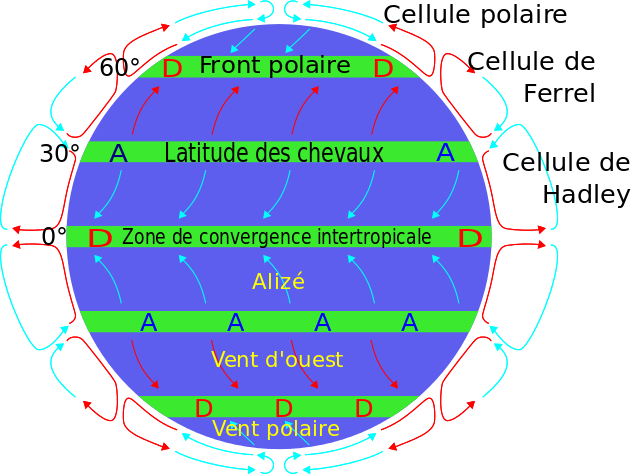 Cellule polaire
60° D Front polaire D
Cellule de
Ferrel
30° A Latitude des chevaux A
Cellule de
Hadley
0° D Zone de convergence intertropicale D
Alizé
A A A A
Vent d'ouest
D D D
Vent polaire